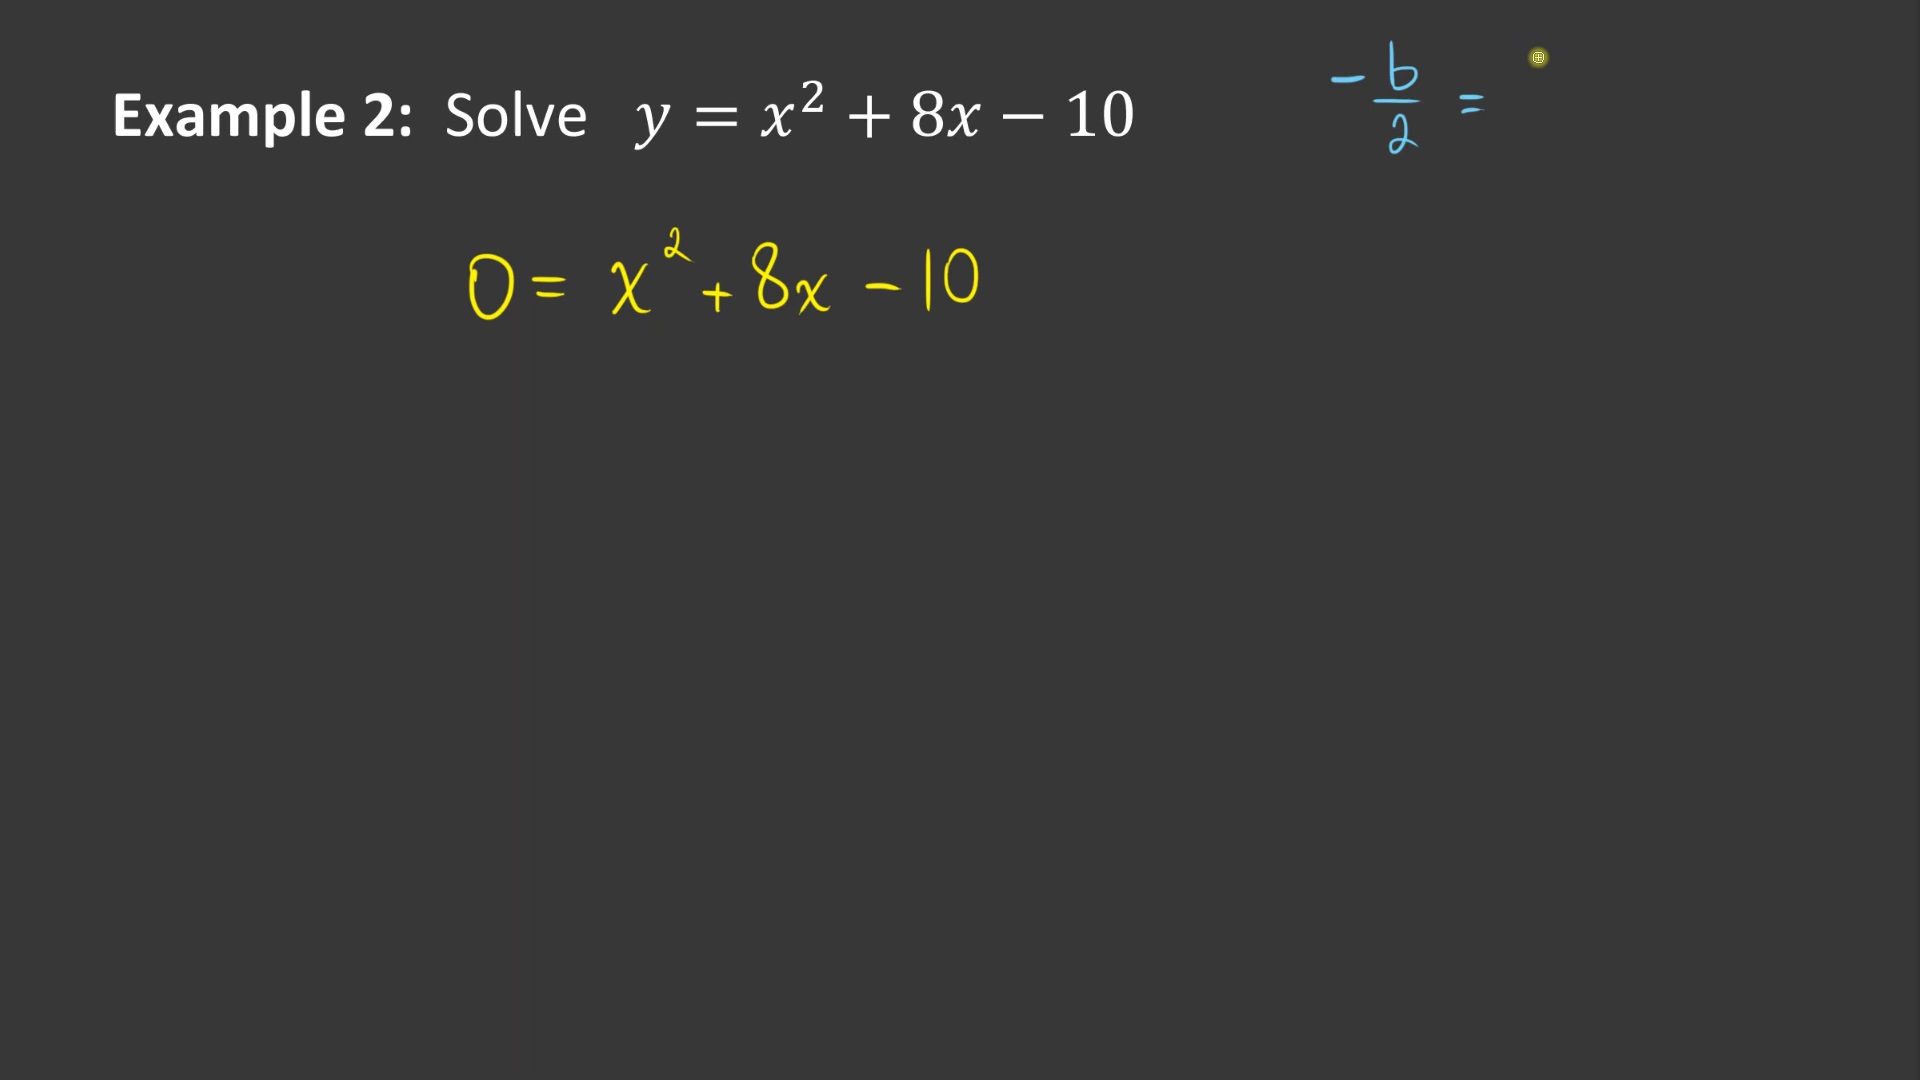 Example 2: Solve y = x² + 8x − 10
− b/2 =
0 = x² + 8x − 10